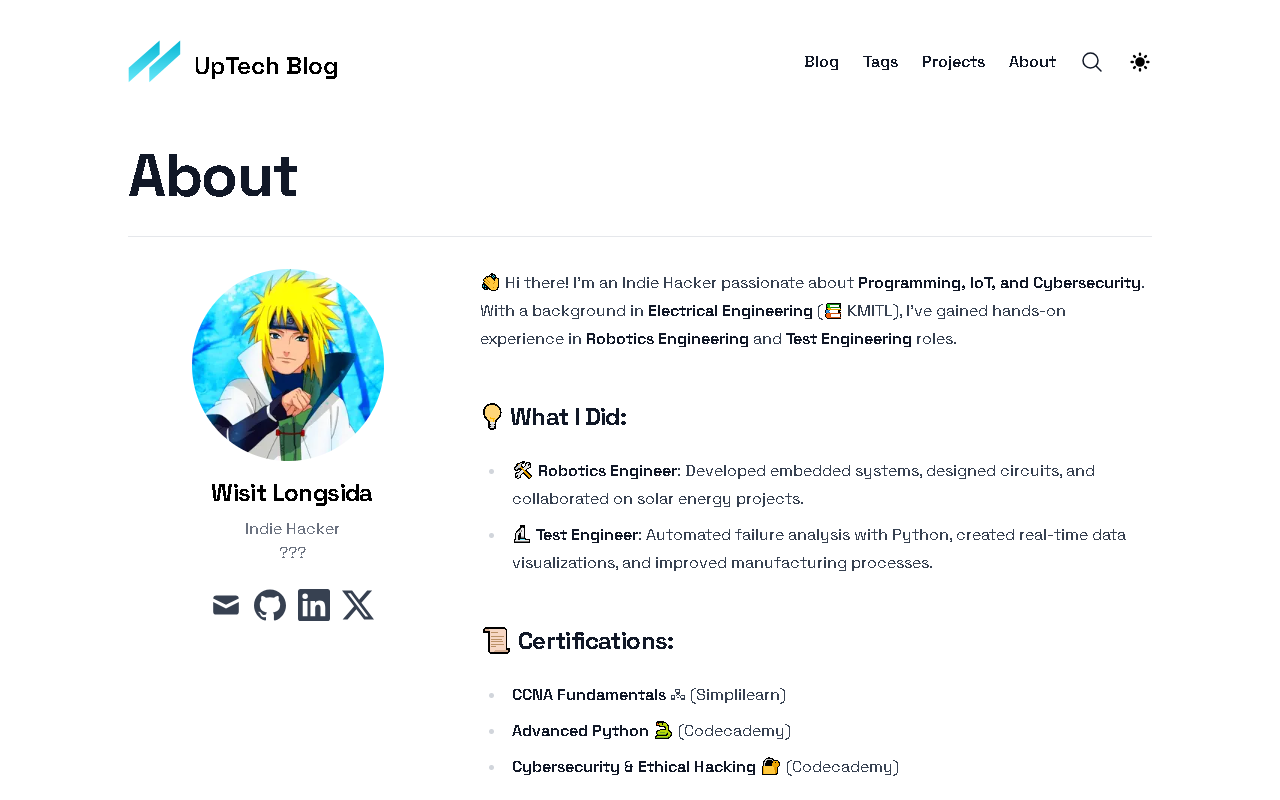 UpTech Blog
Blog Tags Projects About
About
👋 Hi there! I'm an Indie Hacker passionate about Programming, IoT, and Cybersecurity.
With a background in Electrical Engineering (📚 KMITL), I've gained hands-on
experience in Robotics Engineering and Test Engineering roles.
Wisit Longsida
Indie Hacker
???
💡 What I Did:
🛠 Robotics Engineer: Developed embedded systems, designed circuits, and
collaborated on solar energy projects.
🔬 Test Engineer: Automated failure analysis with Python, created real-time data
visualizations, and improved manufacturing processes.
📜 Certifications:
CCNA Fundamentals 🖧 (Simplilearn)
Advanced Python 🐍 (Codecademy)
Cybersecurity & Ethical Hacking 🔐 (Codecademy)